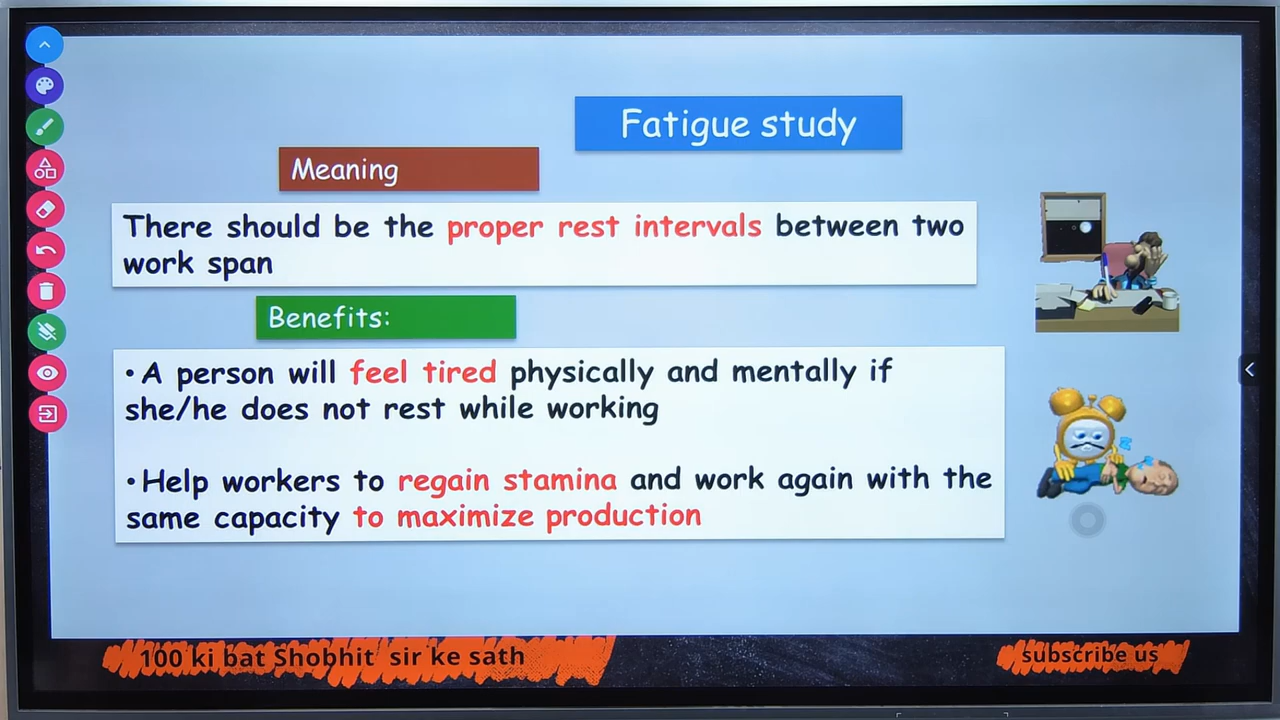 Fatigue study
Meaning
There should be the proper rest intervals between two
work span
Benefits:
•A person will feel tired physically and mentally if
she/he does not rest while working
•Help workers to regain stamina and work again with the
same capacity to maximize production
100 ki bat Shobhit sir ke sath
subscribe us